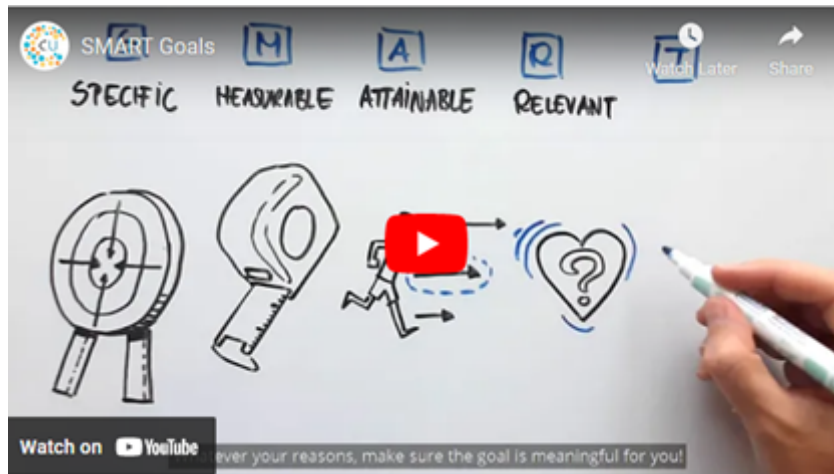 CU SMART Goals
S M A R T
Watch Later Share
SPECIFIC MEASURABLE ATTAINABLE RELEVANT
?
Watch on YouTube
ever your reasons, make sure the goal is meaningful for you!